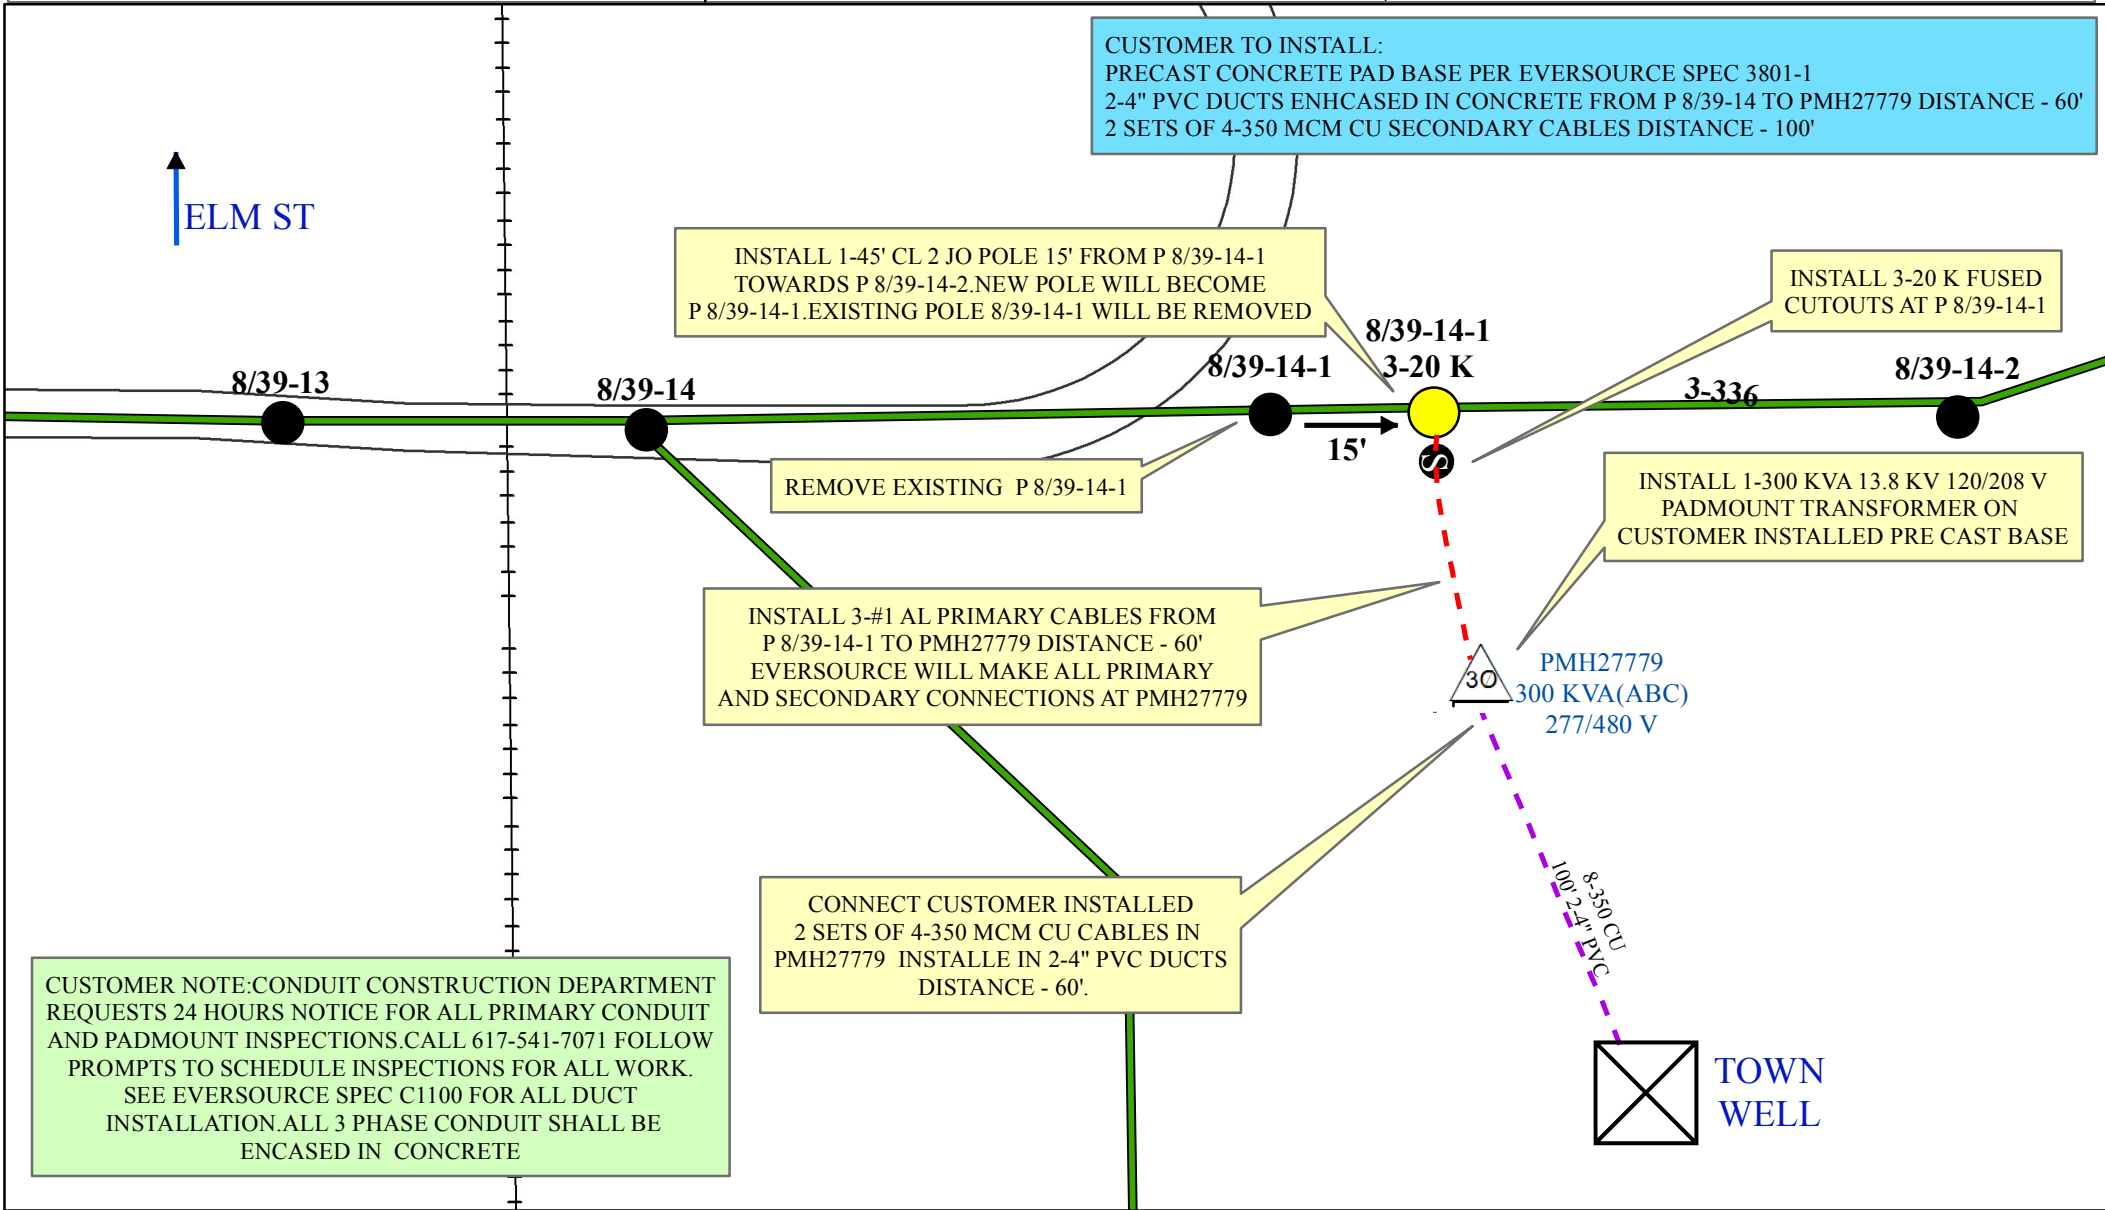 CUSTOMER TO INSTALL:
PRECAST CONCRETE PAD BASE PER EVERSOURCE SPEC 3801-1
2-4" PVC DUCTS ENHCASED IN CONCRETE FROM P 8/39-14 TO PMH27779 DISTANCE - 60'
2 SETS OF 4-350 MCM CU SECONDARY CABLES DISTANCE - 100'
ELM ST
INSTALL 1-45' CL 2 JO POLE 15' FROM P 8/39-14-1
TOWARDS P 8/39-14-2.NEW POLE WILL BECOME
P 8/39-14-1.EXISTING POLE 8/39-14-1 WILL BE REMOVED
INSTALL 3-20 K FUSED
CUTOUTS AT P 8/39-14-1
8/39-13
8/39-14
8/39-14-1
8/39-14-1
3-20 K
3-336
8/39-14-2
15'
S
REMOVE EXISTING  P 8/39-14-1
INSTALL 1-300 KVA 13.8 KV 120/208 V
PADMOUNT TRANSFORMER ON
CUSTOMER INSTALLED PRE CAST BASE
INSTALL 3-#1 AL PRIMARY CABLES FROM
P 8/39-14-1 TO PMH27779 DISTANCE - 60'
EVERSOURCE WILL MAKE ALL PRIMARY
AND SECONDARY CONNECTIONS AT PMH27779
3Ø
PMH27779
300 KVA(ABC)
277/480 V
8-350 CU
100' 2-4" PVC
CONNECT CUSTOMER INSTALLED
2 SETS OF 4-350 MCM CU CABLES IN
PMH27779  INSTALLE IN 2-4" PVC DUCTS
DISTANCE - 60'.
CUSTOMER NOTE:CONDUIT CONSTRUCTION DEPARTMENT
REQUESTS 24 HOURS NOTICE FOR ALL PRIMARY CONDUIT
AND PADMOUNT INSPECTIONS.CALL 617-541-7071 FOLLOW
PROMPTS TO SCHEDULE INSPECTIONS FOR ALL WORK.
SEE EVERSOURCE SPEC C1100 FOR ALL DUCT
INSTALLATION.ALL 3 PHASE CONDUIT SHALL BE
ENCASED IN  CONCRETE
TOWN
WELL